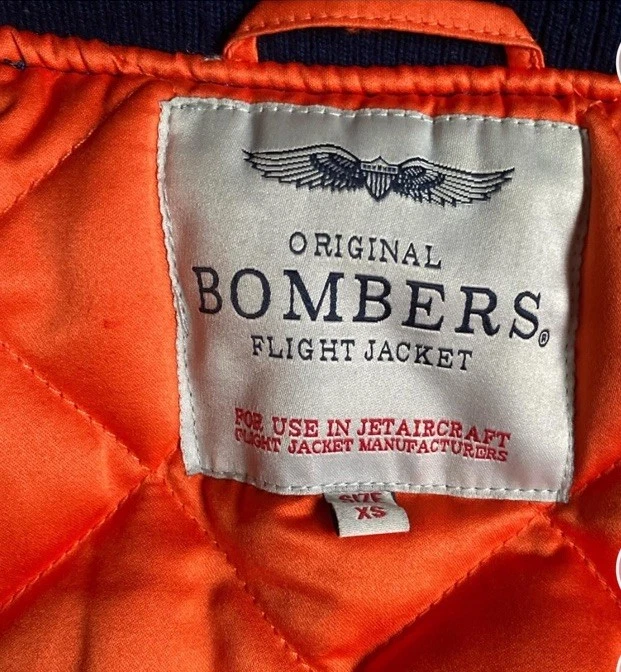 ORIGINAL
BOMBERS®
FLIGHT JACKET
FOR USE IN JETAIRCRAFT
FLIGHT JACKET MANUFACTURERS
SIZE
XS